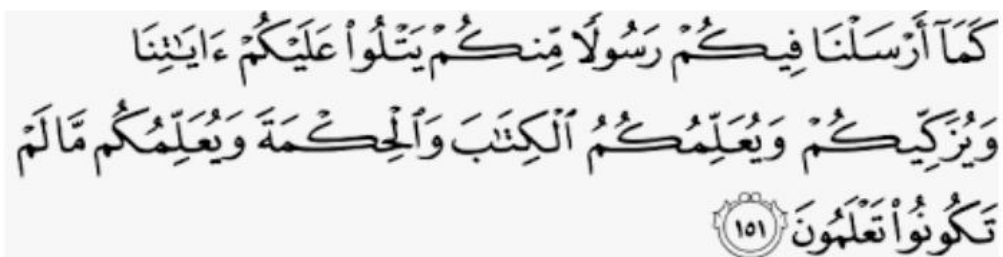 كَمَآ أَرْسَلْنَا فِيكُمْ رَسُولًا مِّنكُمْ يَتْلُوا۟ عَلَيْكُمْ ءَايَٰتِنَا
وَيُزَكِّيكُمْ وَيُعَلِّمُكُمُ ٱلْكِتَٰبَ وَٱلْحِكْمَةَ وَيُعَلِّمُكُم مَّا لَمْ
تَكُونُوا۟ تَعْلَمُونَ ١٥١